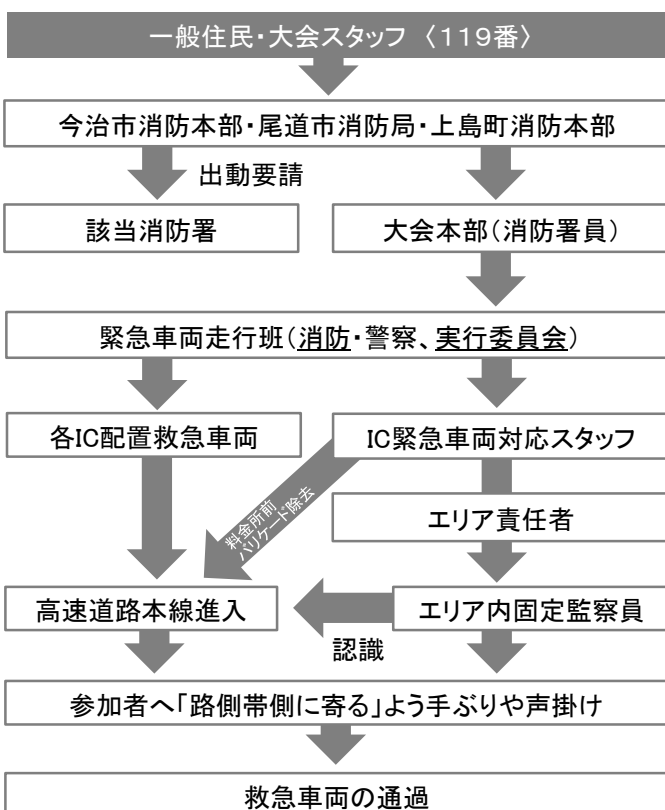 一般住民・大会スタッフ 〈119番〉
今治市消防本部・尾道市消防局・上島町消防本部
出動要請
該当消防署
大会本部(消防署員)
緊急車両走行班(消防・警察、実行委員会)
各IC配置救急車両
IC緊急車両対応スタッフ
料金所前
バリケード除去
エリア責任者
高速道路本線進入
エリア内固定監察員
認識
参加者へ「路側帯側に寄る」よう手ぶりや声掛け
救急車両の通過